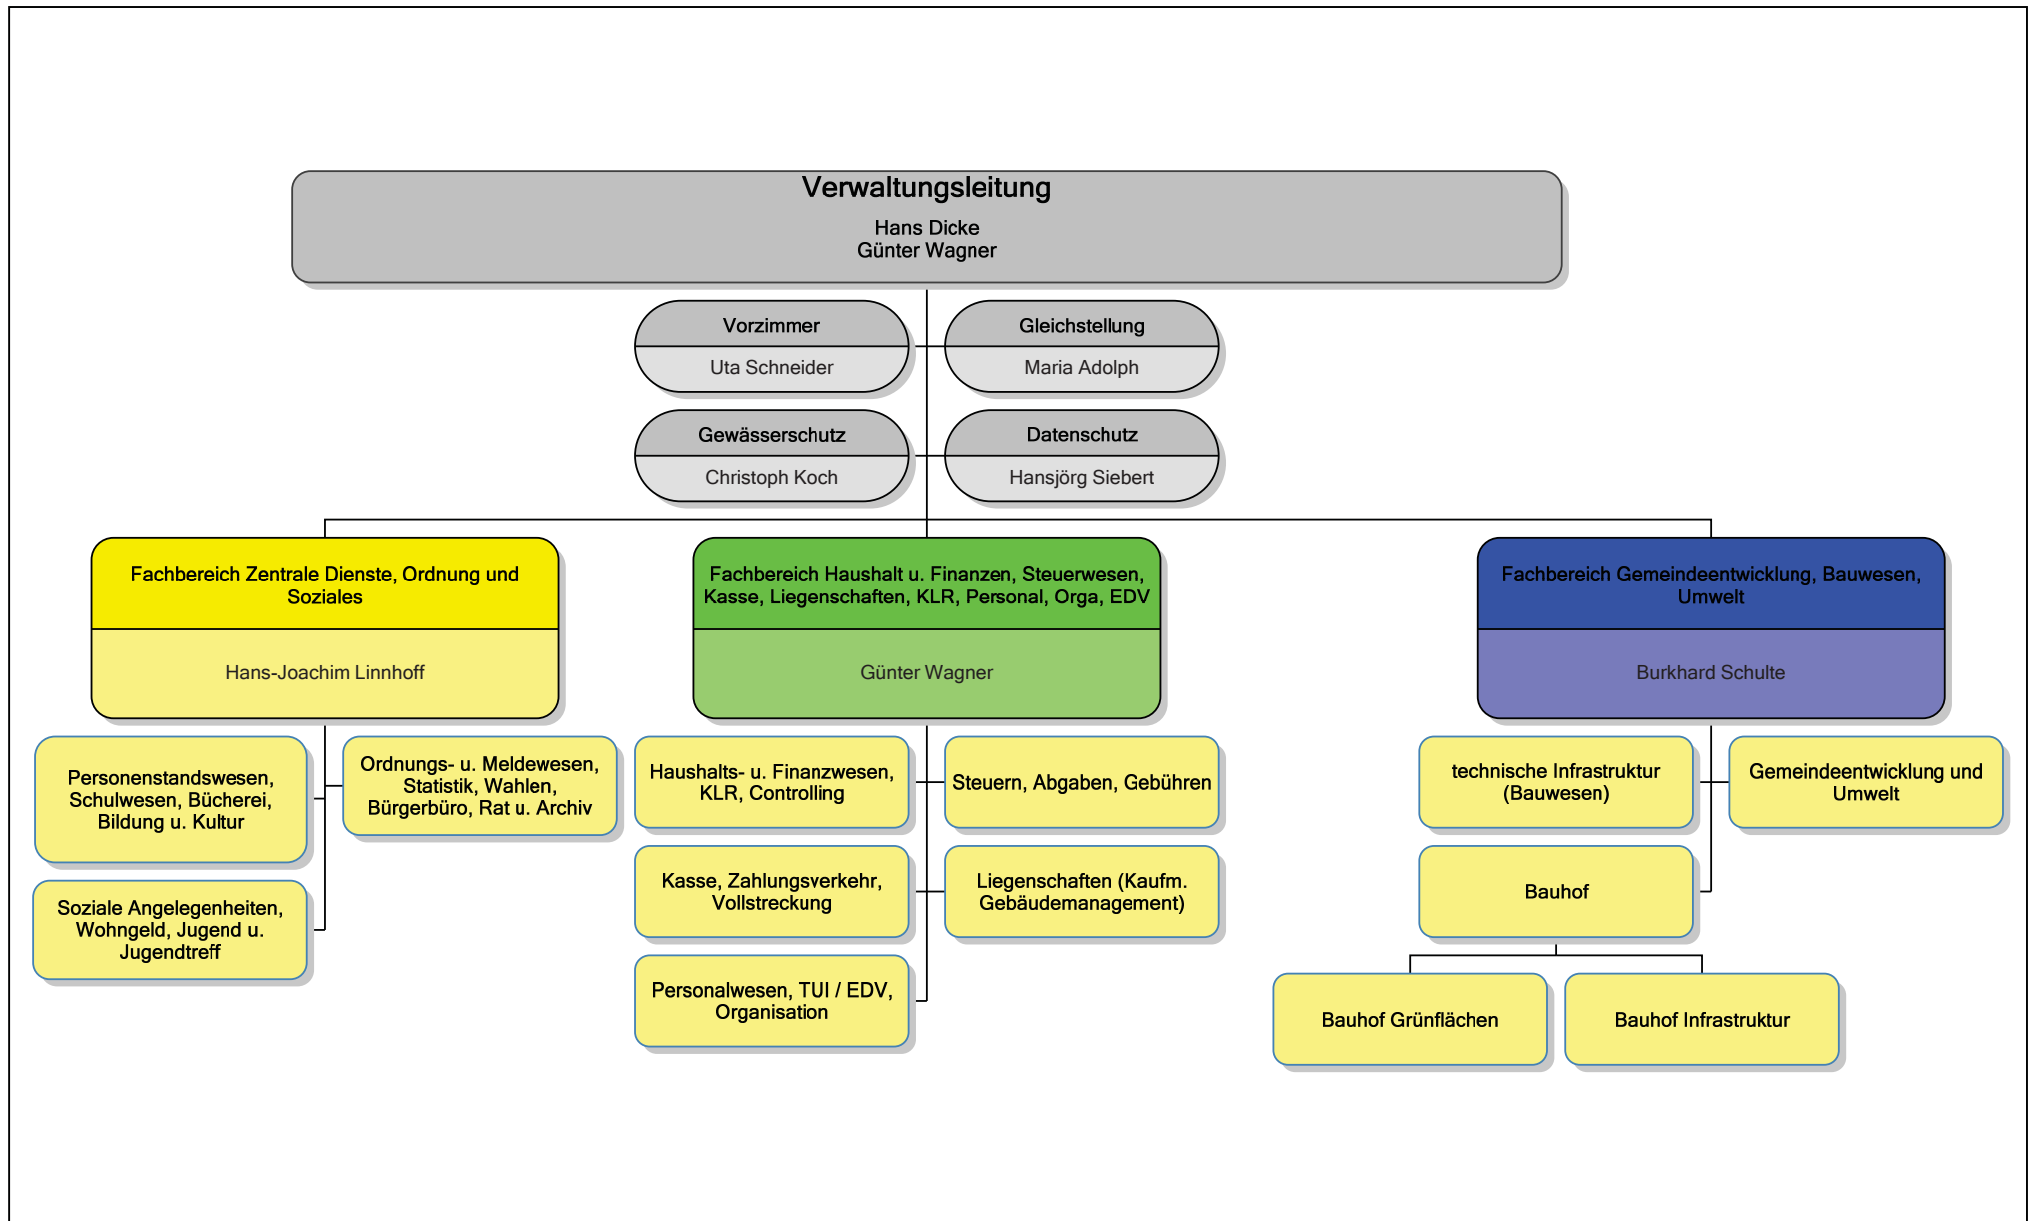 Verwaltungsleitung
Hans Dicke
Günter Wagner
Vorzimmer
Uta Schneider
Gleichstellung
Maria Adolph
Gewässerschutz
Christoph Koch
Datenschutz
Hansjörg Siebert
Fachbereich Zentrale Dienste, Ordnung und
Soziales
Hans-Joachim Linnhoff
Fachbereich Haushalt u. Finanzen, Steuerwesen,
Kasse, Liegenschaften, KLR, Personal, Orga, EDV
Günter Wagner
Fachbereich Gemeindeentwicklung, Bauwesen,
Umwelt
Burkhard Schulte
Personenstandswesen,
Schulwesen, Bücherei,
Bildung u. Kultur
Ordnungs- u. Meldewesen,
Statistik, Wahlen,
Bürgerbüro, Rat u. Archiv
Soziale Angelegenheiten,
Wohngeld, Jugend u.
Jugendtreff
Haushalts- u. Finanzwesen,
KLR, Controlling
Steuern, Abgaben, Gebühren
Kasse, Zahlungsverkehr,
Vollstreckung
Liegenschaften (Kaufm.
Gebäudemanagement)
Personalwesen, TUI / EDV,
Organisation
technische Infrastruktur
(Bauwesen)
Gemeindeentwicklung und
Umwelt
Bauhof
Bauhof Grünflächen
Bauhof Infrastruktur